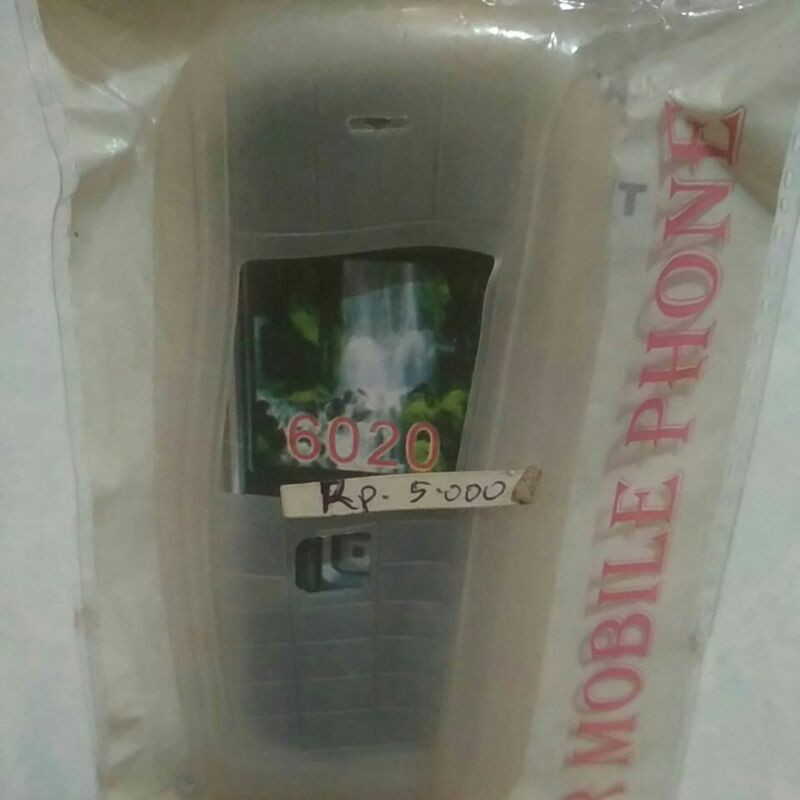 6020
Rp. 5.000
T
R MOBILE PHONE